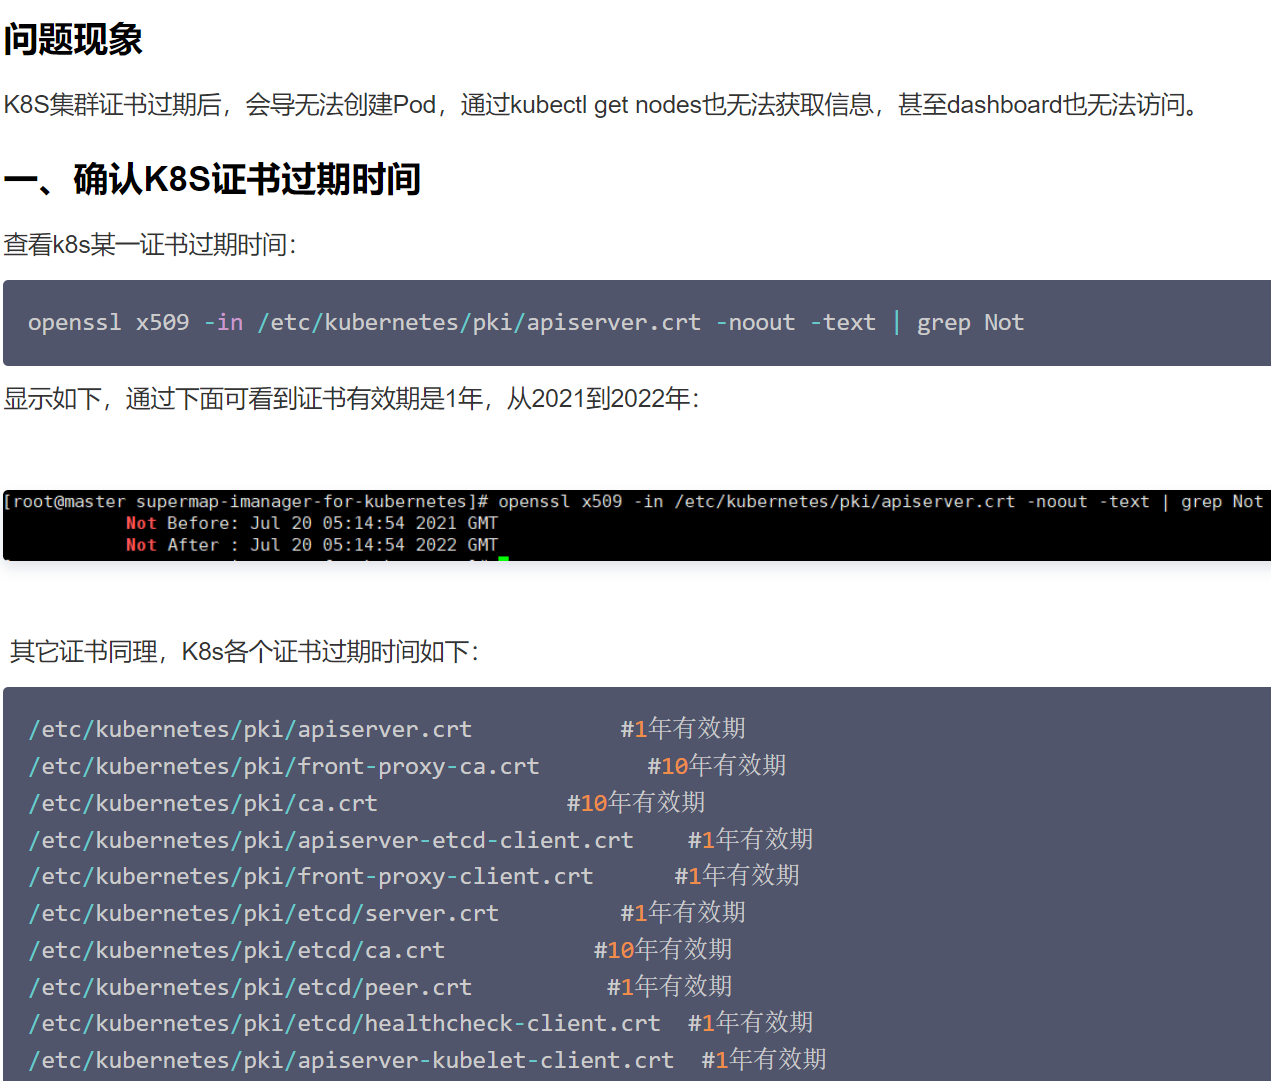 问题现象
K8S集群证书过期后，会导无法创建Pod，通过kubectl get nodes也无法获取信息，甚至dashboard也无法访问。
一、确认K8S证书过期时间
查看k8s某一证书过期时间：
openssl x509 -in /etc/kubernetes/pki/apiserver.crt -noout -text | grep Not
显示如下，通过下面可看到证书有效期是1年，从2021到2022年：
[root@master supermap-imanager-for-kubernetes]# openssl x509 -in /etc/kubernetes/pki/apiserver.crt -noout -text | grep Not
Not Before: Jul 20 05:14:54 2021 GMT
Not After : Jul 20 05:14:54 2022 GMT
其它证书同理，K8s各个证书过期时间如下：
/etc/kubernetes/pki/apiserver.crt #1年有效期
/etc/kubernetes/pki/front-proxy-ca.crt #10年有效期
/etc/kubernetes/pki/ca.crt #10年有效期
/etc/kubernetes/pki/apiserver-etcd-client.crt #1年有效期
/etc/kubernetes/pki/front-proxy-client.crt #1年有效期
/etc/kubernetes/pki/etcd/server.crt #1年有效期
/etc/kubernetes/pki/etcd/ca.crt #10年有效期
/etc/kubernetes/pki/etcd/peer.crt #1年有效期
/etc/kubernetes/pki/etcd/healthcheck-client.crt #1年有效期
/etc/kubernetes/pki/apiserver-kubelet-client.crt #1年有效期